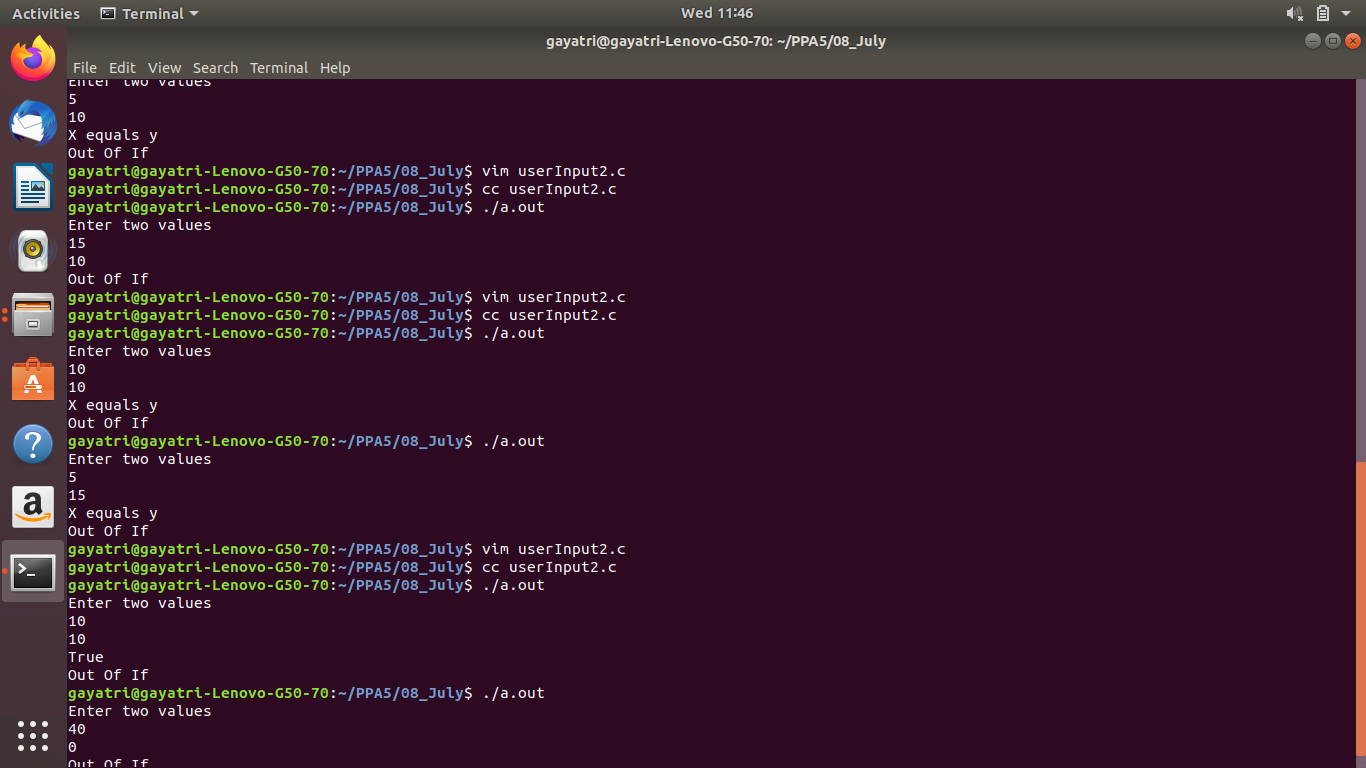 Activities Terminal Wed 11:46
gayatri@gayatri-Lenovo-G50-70: ~/PPA5/08_July
File Edit View Search Terminal Help
Enter two values
5
10
X equals y
Out Of If
gayatri@gayatri-Lenovo-G50-70:~/PPA5/08_July$ vim userInput2.c
gayatri@gayatri-Lenovo-G50-70:~/PPA5/08_July$ cc userInput2.c
gayatri@gayatri-Lenovo-G50-70:~/PPA5/08_July$ ./a.out
Enter two values
15
10
Out Of If
gayatri@gayatri-Lenovo-G50-70:~/PPA5/08_July$ vim userInput2.c
gayatri@gayatri-Lenovo-G50-70:~/PPA5/08_July$ cc userInput2.c
gayatri@gayatri-Lenovo-G50-70:~/PPA5/08_July$ ./a.out
Enter two values
10
10
X equals y
Out Of If
gayatri@gayatri-Lenovo-G50-70:~/PPA5/08_July$ ./a.out
Enter two values
5
15
X equals y
Out Of If
gayatri@gayatri-Lenovo-G50-70:~/PPA5/08_July$ vim userInput2.c
gayatri@gayatri-Lenovo-G50-70:~/PPA5/08_July$ cc userInput2.c
gayatri@gayatri-Lenovo-G50-70:~/PPA5/08_July$ ./a.out
Enter two values
10
10
True
Out Of If
gayatri@gayatri-Lenovo-G50-70:~/PPA5/08_July$ ./a.out
Enter two values
40
0
Out Of If